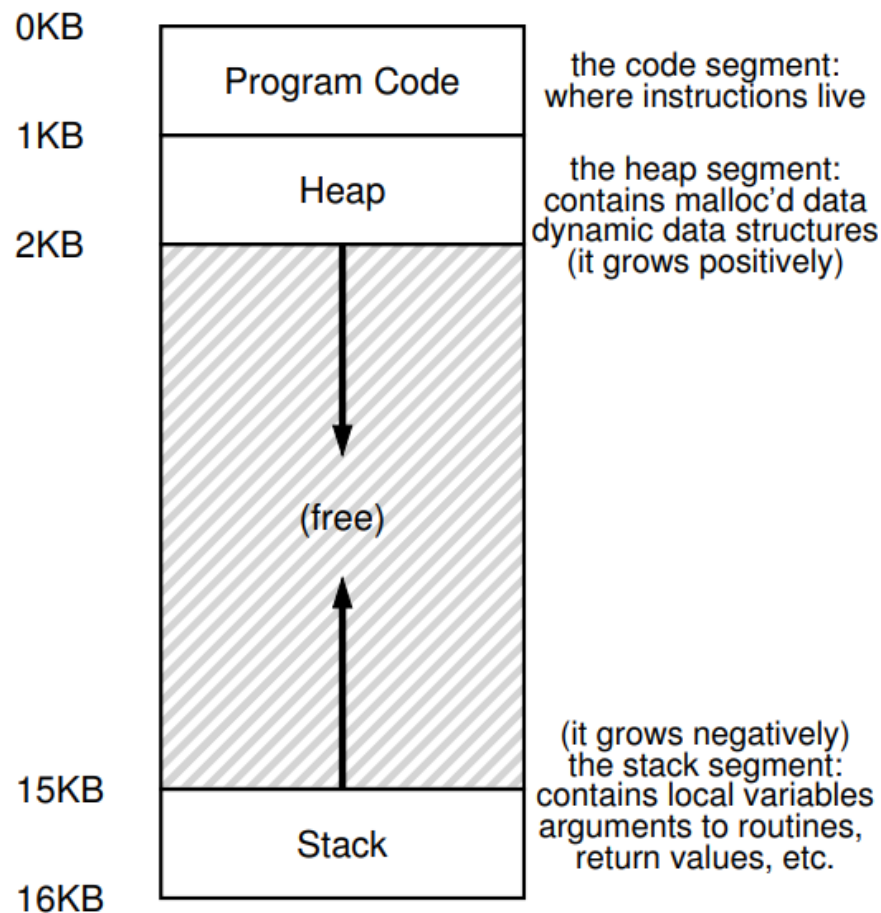 0KB
Program Code
the code segment:
where instructions live
1KB
Heap
the heap segment:
contains malloc'd data
dynamic data structures
(it grows positively)
2KB
(free)
(it grows negatively)
the stack segment:
contains local variables
arguments to routines,
return values, etc.
15KB
Stack
16KB